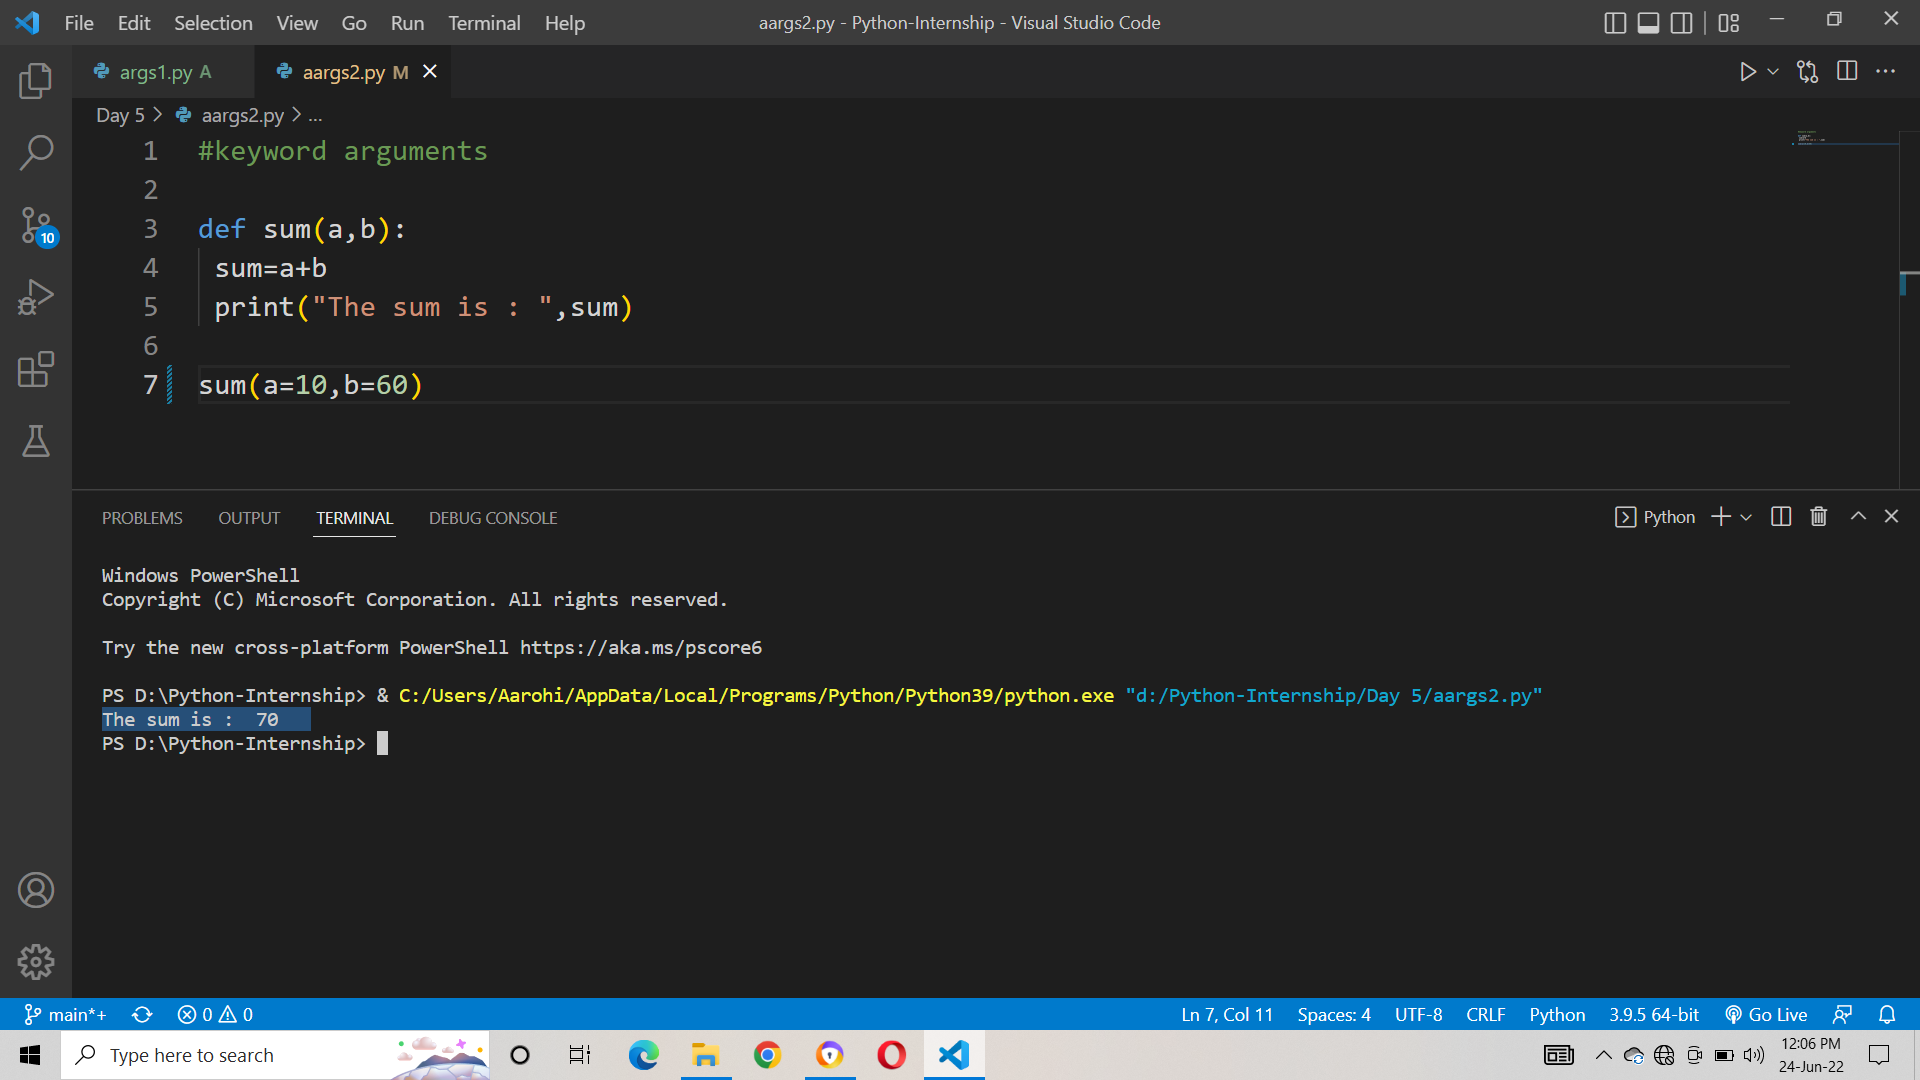 File Edit Selection View Go Run Terminal Help
aargs2.py - Python-Internship - Visual Studio Code
args1.py A
aargs2.py M
Day 5 > aargs2.py > ...
1 #keyword arguments
2
3 def sum(a,b):
4 sum=a+b
5 print("The sum is : ",sum)
6
7 sum(a=10,b=60)
10
PROBLEMS OUTPUT TERMINAL DEBUG CONSOLE
Python
Windows PowerShell
Copyright (C) Microsoft Corporation. All rights reserved.
Try the new cross-platform PowerShell https://aka.ms/pscore6
PS D:\Python-Internship> & C:/Users/Aarohi/AppData/Local/Programs/Python/Python39/python.exe "d:/Python-Internship/Day 5/aargs2.py"
The sum is :  70
PS D:\Python-Internship>
main*+ 0 0 Ln 7, Col 11 Spaces: 4 UTF-8 CRLF Python 3.9.5 64-bit Go Live
Type here to search
12:06 PM
24-Jun-22